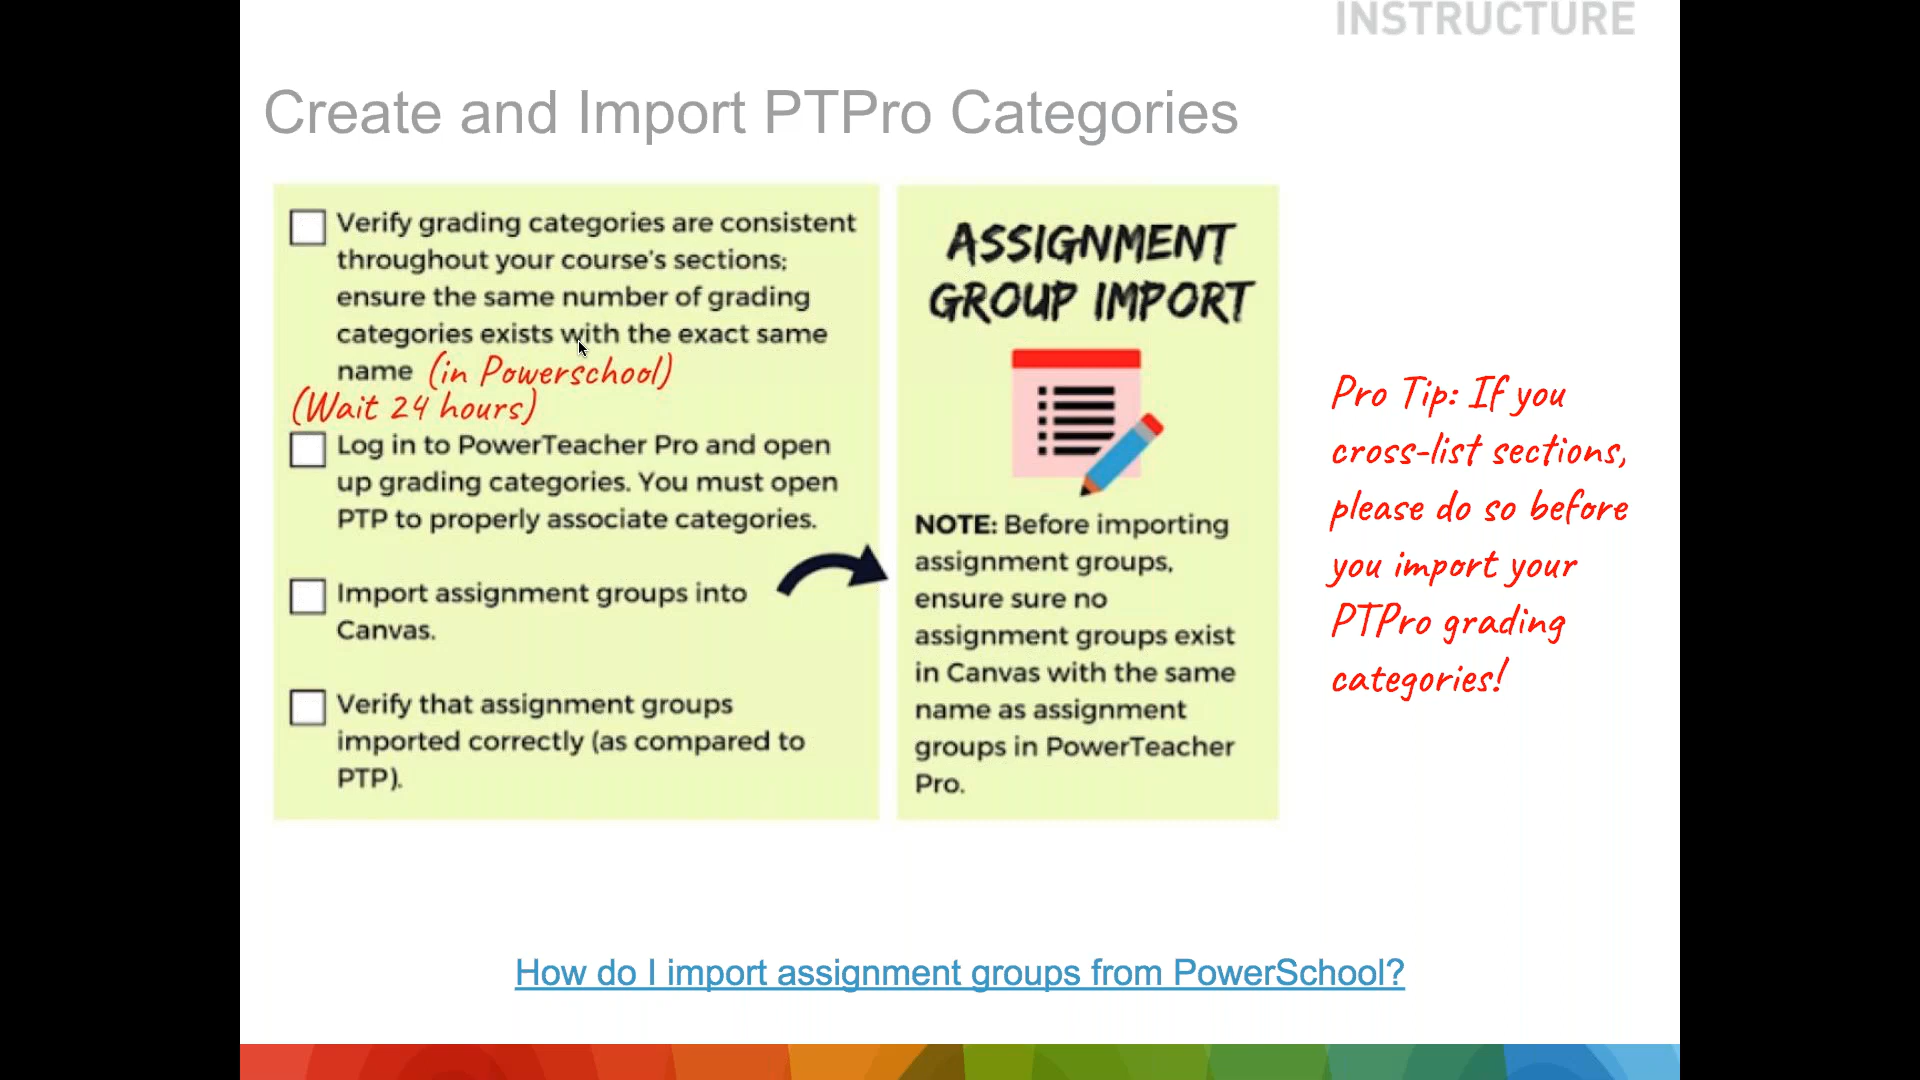 INSTRUCTURE
Create and Import PTPro Categories
Verify grading categories are consistent
throughout your course's sections;
ensure the same number of grading
categories exists with the exact same
name (in Powerschool)
(Wait 24 hours)
Log in to PowerTeacher Pro and open
up grading categories. You must open
PTP to properly associate categories.
Import assignment groups into
Canvas.
Verify that assignment groups
imported correctly (as compared to
PTP).
ASSIGNMENT
GROUP IMPORT
NOTE: Before importing
assignment groups,
ensure sure no
assignment groups exist
in Canvas with the same
name as assignment
groups in PowerTeacher
Pro.
Pro Tip: If you
cross-list sections,
please do so before
you import your
PTPro grading
categories!
How do I import assignment groups from PowerSchool?